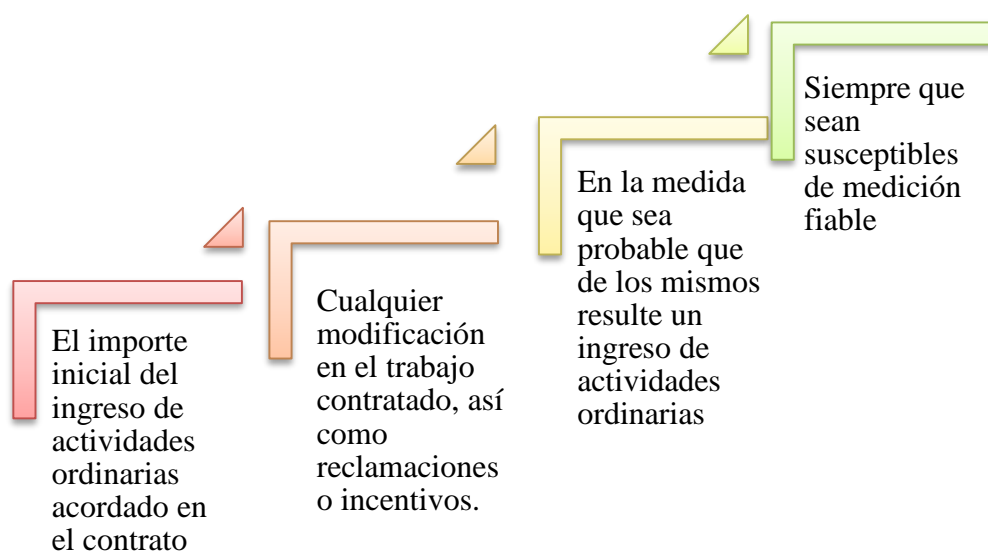 El importe
inicial del
ingreso de
actividades
ordinarias
acordado en
el contrato
Cualquier
modificación
en el trabajo
contratado, así
como
reclamaciones
o incentivos.
En la medida
que sea
probable que
de los mismos
resulte un
ingreso de
actividades
ordinarias
Siempre que
sean
susceptibles
de medición
fiable